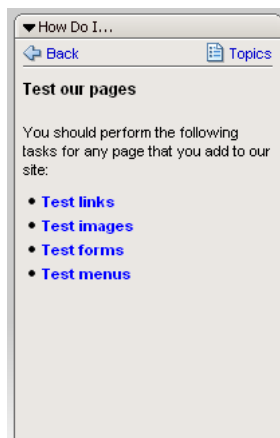 How Do I...
Back Topics
Test our pages
You should perform the following
tasks for any page that you add to our
site:
• Test links
• Test images
• Test forms
• Test menus